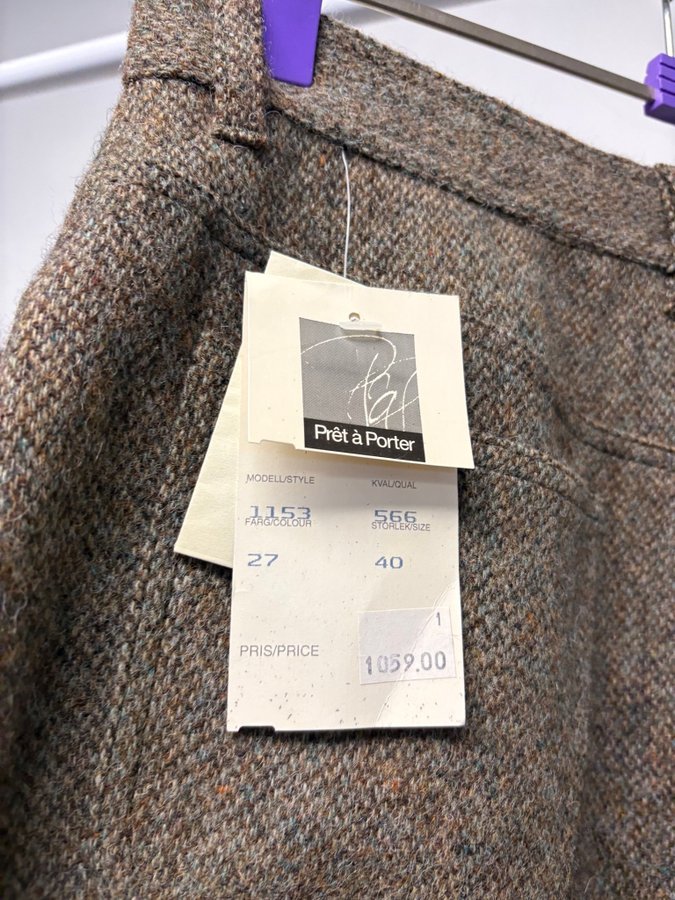 Prêt à Porter
MODELL/STYLE KVAL/QUAL
1153 566
FÄRG/COLOUR STORLEK/SIZE
27 40
1
PRIS/PRICE 1059.00